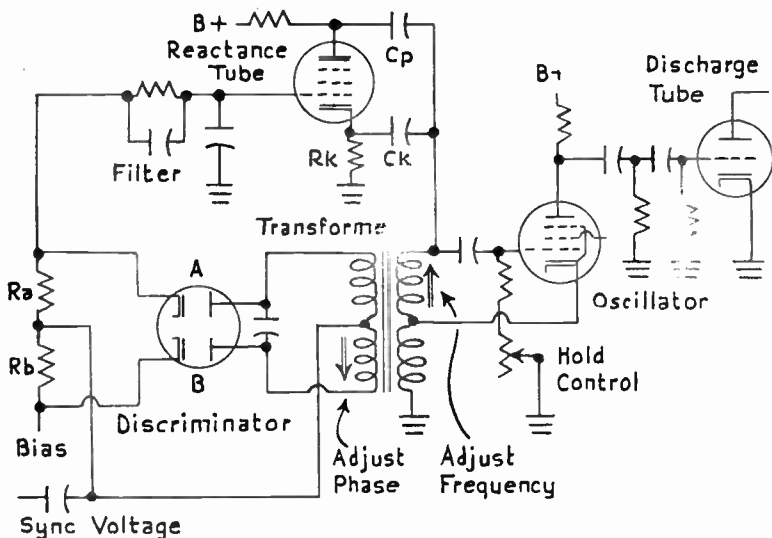 B+
Reactance
Tube
Cp
B+
Discharge
Tube
Filter
Rk
Ck
Transforme
Ra
A
Oscillator
Rb
B
Hold
Control
Bias
Discriminator
Adjust
Phase
Adjust
Frequency
Sync Voltage